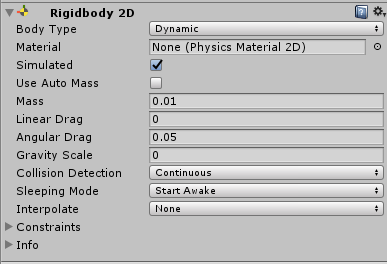 Rigidbody 2D
Body Type Dynamic
Material None (Physics Material 2D)
Simulated
Use Auto Mass
Mass 0.01
Linear Drag 0
Angular Drag 0.05
Gravity Scale 0
Collision Detection Continuous
Sleeping Mode Start Awake
Interpolate None
Constraints
Info